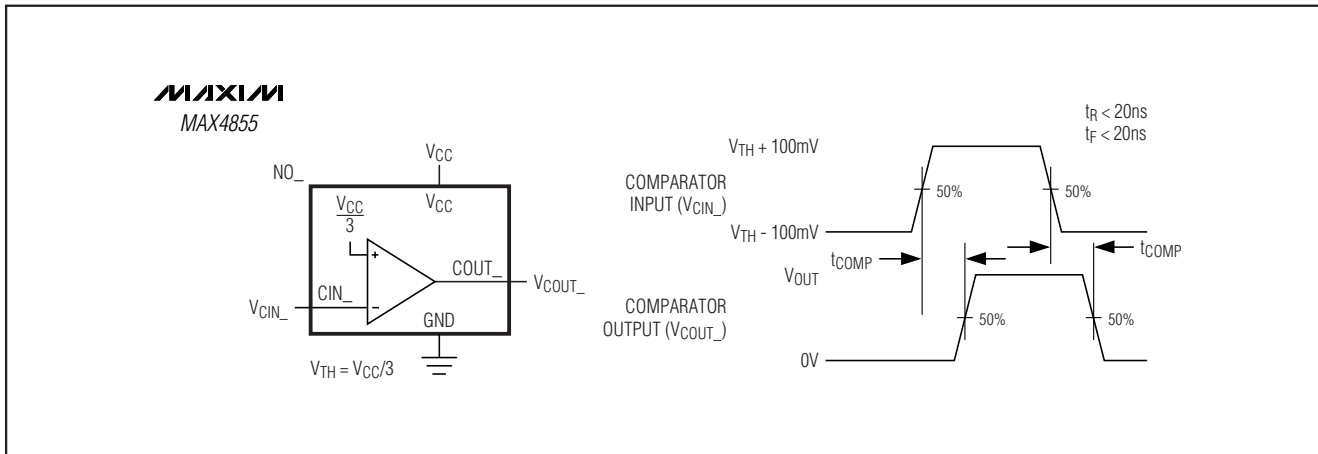 MAXIM
MAX4855
NO_
VCC
VCC
VCC
3
+
-
CIN_
VCIN_
COUT_
VCOUT_
GND
VTH = VCC/3
tR < 20ns
tF < 20ns
VTH + 100mV
COMPARATOR
INPUT (VCIN_)
50%
50%
VTH - 100mV
tCOMP
tCOMP
VOUT
COMPARATOR
OUTPUT (VCOUT_)
50%
50%
0V